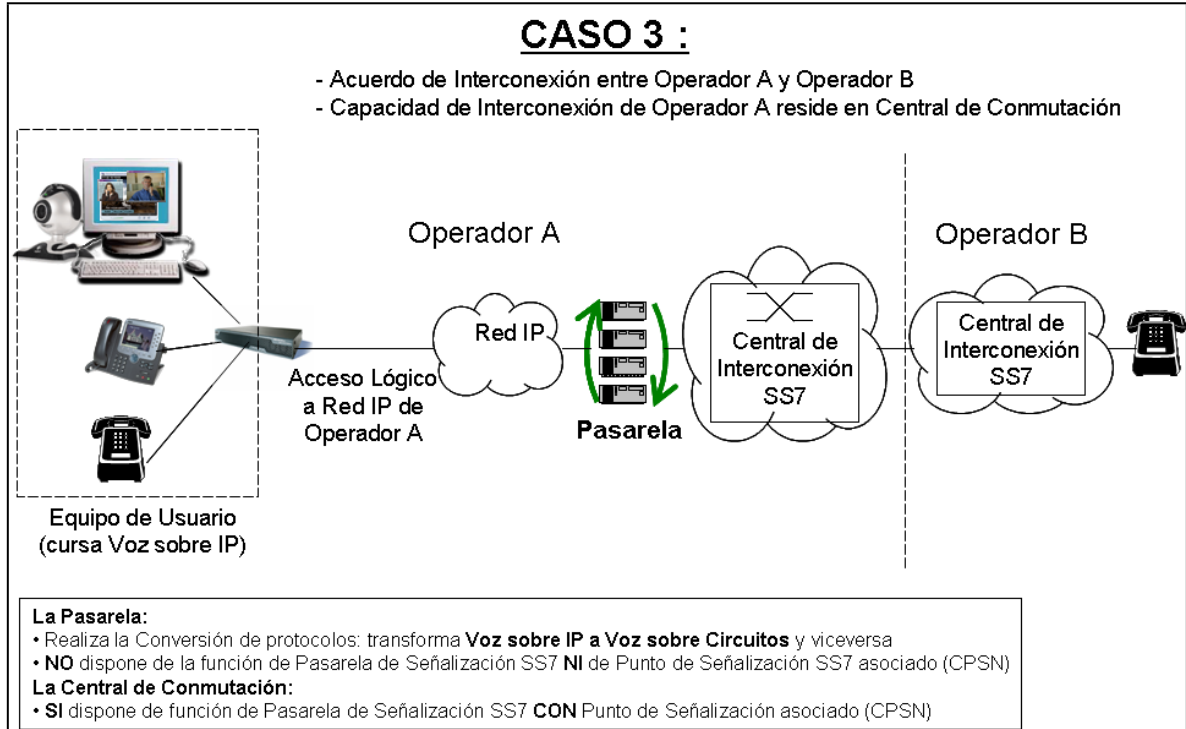 CASO 3 :
- Acuerdo de Interconexión entre Operador A y Operador B
- Capacidad de Interconexión de Operador A reside en Central de Conmutación
Operador A
Operador B
Red IP
Central de
Interconexión
SS7
Central de
Interconexión
SS7
Acceso Lógico
a Red IP de
Operador A
Pasarela
Equipo de Usuario
(cursa Voz sobre IP)
La Pasarela:
• Realiza la Conversión de protocolos: transforma Voz sobre IP a Voz sobre Circuitos y viceversa
• NO dispone de la función de Pasarela de Señalización SS7 NI de Punto de Señalización SS7 asociado (CPSN)
La Central de Conmutación:
• SI dispone de función de Pasarela de Señalización SS7 CON Punto de Señalización asociado (CPSN)